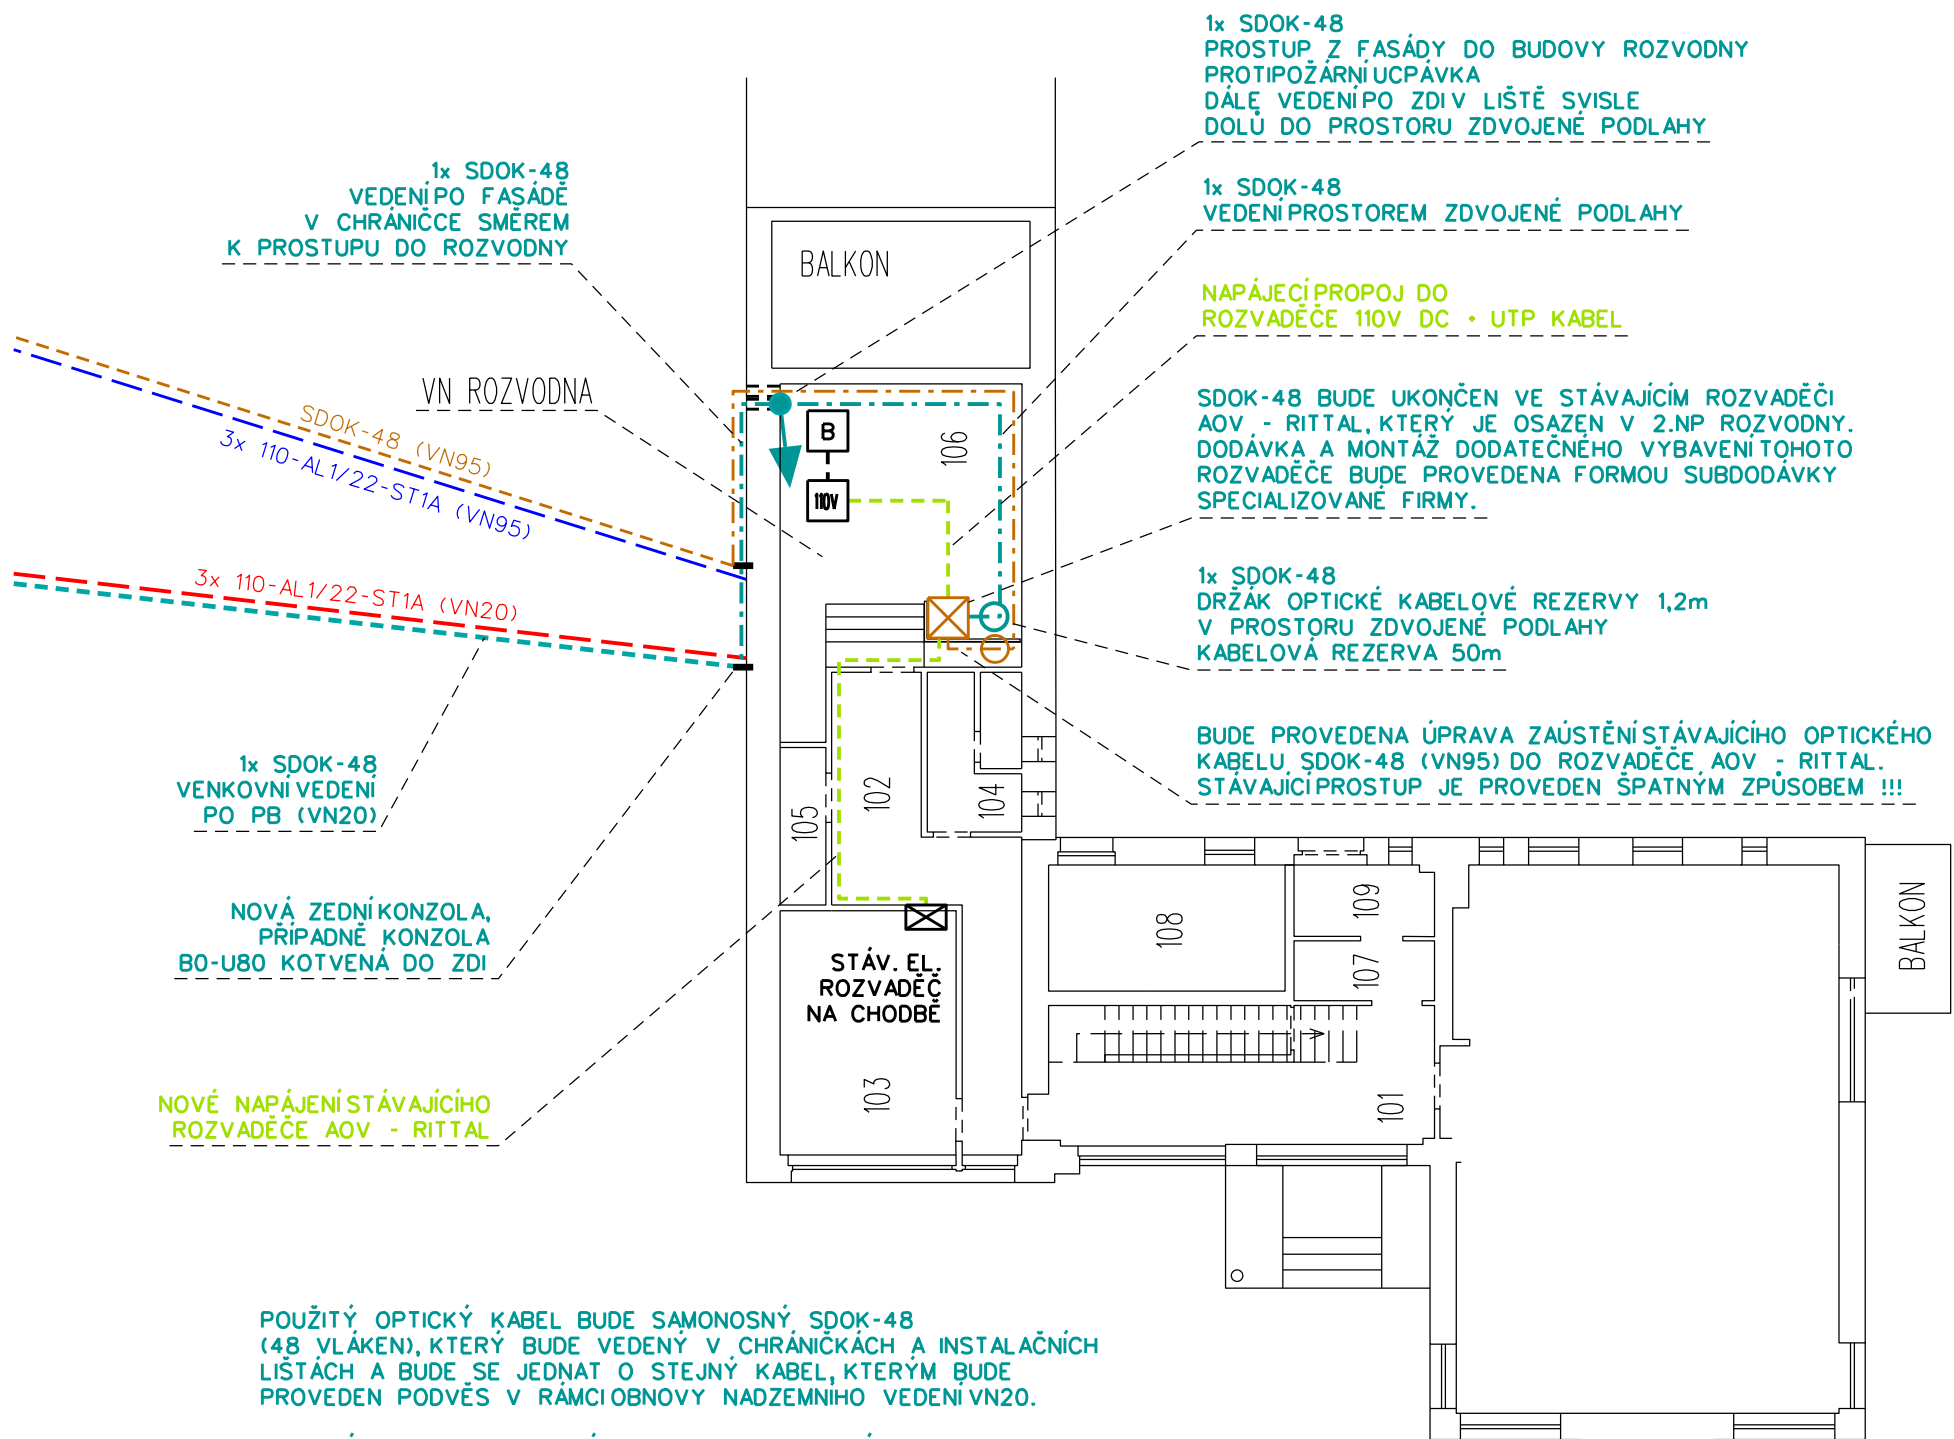 1x SDOK-48
PROSTUP Z FASÁDY DO BUDOVY ROZVODNY
PROTIPOŽÁRNÍ UCPÁVKA
DÁLE VEDENÍ PO ZDI V LIŠTĚ SVISLE
DOLŮ DO PROSTORU ZDVOJENÉ PODLAHY
1x SDOK-48
VEDENÍ PO FASÁDĚ
V CHRÁNIČCE SMĚREM
K PROSTUPU DO ROZVODNY
1x SDOK-48
VEDENÍ PROSTOREM ZDVOJENÉ PODLAHY
BALKON
NAPÁJECÍ PROPOJ DO
ROZVADĚČE 110V DC + UTP KABEL
VN ROZVODNA
SDOK-48 (VN95)
3x 110-AL1/22-ST1A (VN95)
B
110V
106
SDOK-48 BUDE UKONČEN VE STÁVAJÍCÍM ROZVADĚČI
AOV - RITTAL, KTERÝ JE OSAZEN V 2.NP ROZVODNY.
DODÁVKA A MONTÁŽ DODATEČNÉHO VYBAVENÍ TOHOTO
ROZVADĚČE BUDE PROVEDENA FORMOU SUBDODÁVKY
SPECIALIZOVANÉ FIRMY.
3x 110-AL1/22-ST1A (VN20)
1x SDOK-48
DRŽÁK OPTICKÉ KABELOVÉ REZERVY 1,2m
V PROSTORU ZDVOJENÉ PODLAHY
KABELOVÁ REZERVA 50m
1x SDOK-48
VENKOVNÍ VEDENÍ
PO PB (VN20)
105
102
104
BUDE PROVEDENA ÚPRAVA ZAÚSTĚNÍ STÁVAJÍCÍHO OPTICKÉHO
KABELU SDOK-48 (VN95) DO ROZVADĚČE AOV - RITTAL.
STÁVAJÍCÍ PROSTUP JE PROVEDEN ŠPATNÝM ZPŮSOBEM !!!
NOVÁ ZEDNÍ KONZOLA,
PŘÍPADNĚ KONZOLA
B0-U80 KOTVENÁ DO ZDI
STÁV. EL.
ROZVADĚČ
NA CHODBĚ
108
109
107
BALKON
103
101
NOVÉ NAPÁJENÍ STÁVAJÍCÍHO
ROZVADĚČE AOV - RITTAL
POUŽITÝ OPTICKÝ KABEL BUDE SAMONOSNÝ SDOK-48
(48 VLÁKEN), KTERÝ BUDE VEDENÝ V CHRÁNIČKÁCH A INSTALAČNÍCH
LIŠTÁCH A BUDE SE JEDNAT O STEJNÝ KABEL, KTERÝM BUDE
PROVEDEN PODVĚS V RÁMCI OBNOVY NADZEMNÍHO VEDENÍ VN20.